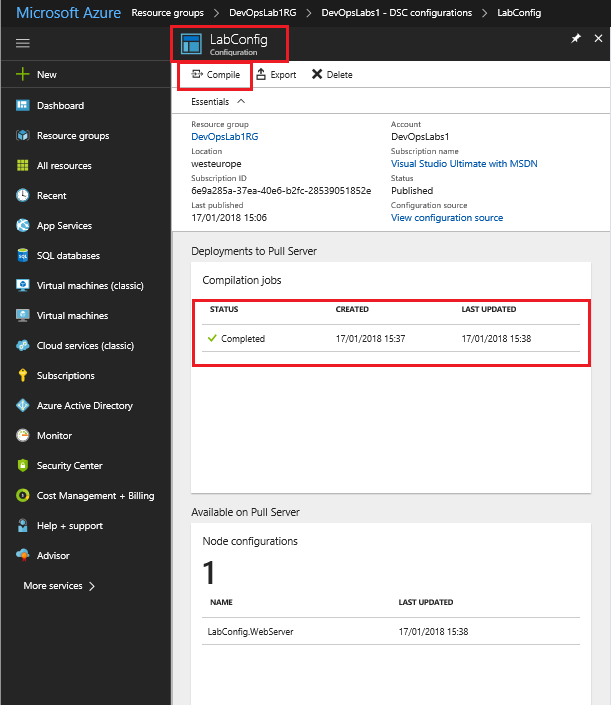 Microsoft Azure Resource groups > DevOpsLab1RG > DevOpsLabs1 - DSC configurations > LabConfig
LabConfig
Configuration
Compile Export Delete
Essentials
Resource group
DevOpsLab1RG
Location
westeurope
Subscription ID
6e9a285a-37ea-40e6-b2fc-28539051852e
Last published
17/01/2018 15:06
Account
DevOpsLabs1
Subscription name
Visual Studio Ultimate with MSDN
Status
Published
Configuration source
View configuration source
New
Dashboard
Resource groups
All resources
Recent
App Services
SQL databases
Virtual machines (classic)
Virtual machines
Cloud services (classic)
Subscriptions
Azure Active Directory
Monitor
Security Center
Cost Management + Billing
Help + support
Advisor
More services >
Deployments to Pull Server
Compilation jobs
STATUS CREATED LAST UPDATED
Completed 17/01/2018 15:37 17/01/2018 15:38
Available on Pull Server
Node configurations
1
NAME LAST UPDATED
LabConfig.WebServer 17/01/2018 15:38